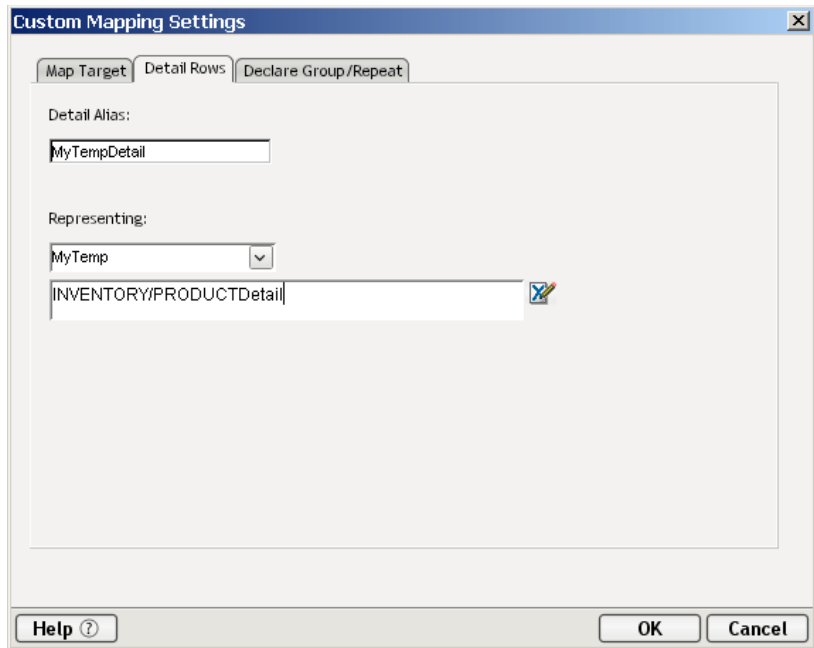 Custom Mapping Settings
Map Target Detail Rows Declare Group/Repeat
Detail Alias:
MyTempDetail
Representing:
MyTemp
INVENTORY/PRODUCTDetail
Help ? OK Cancel